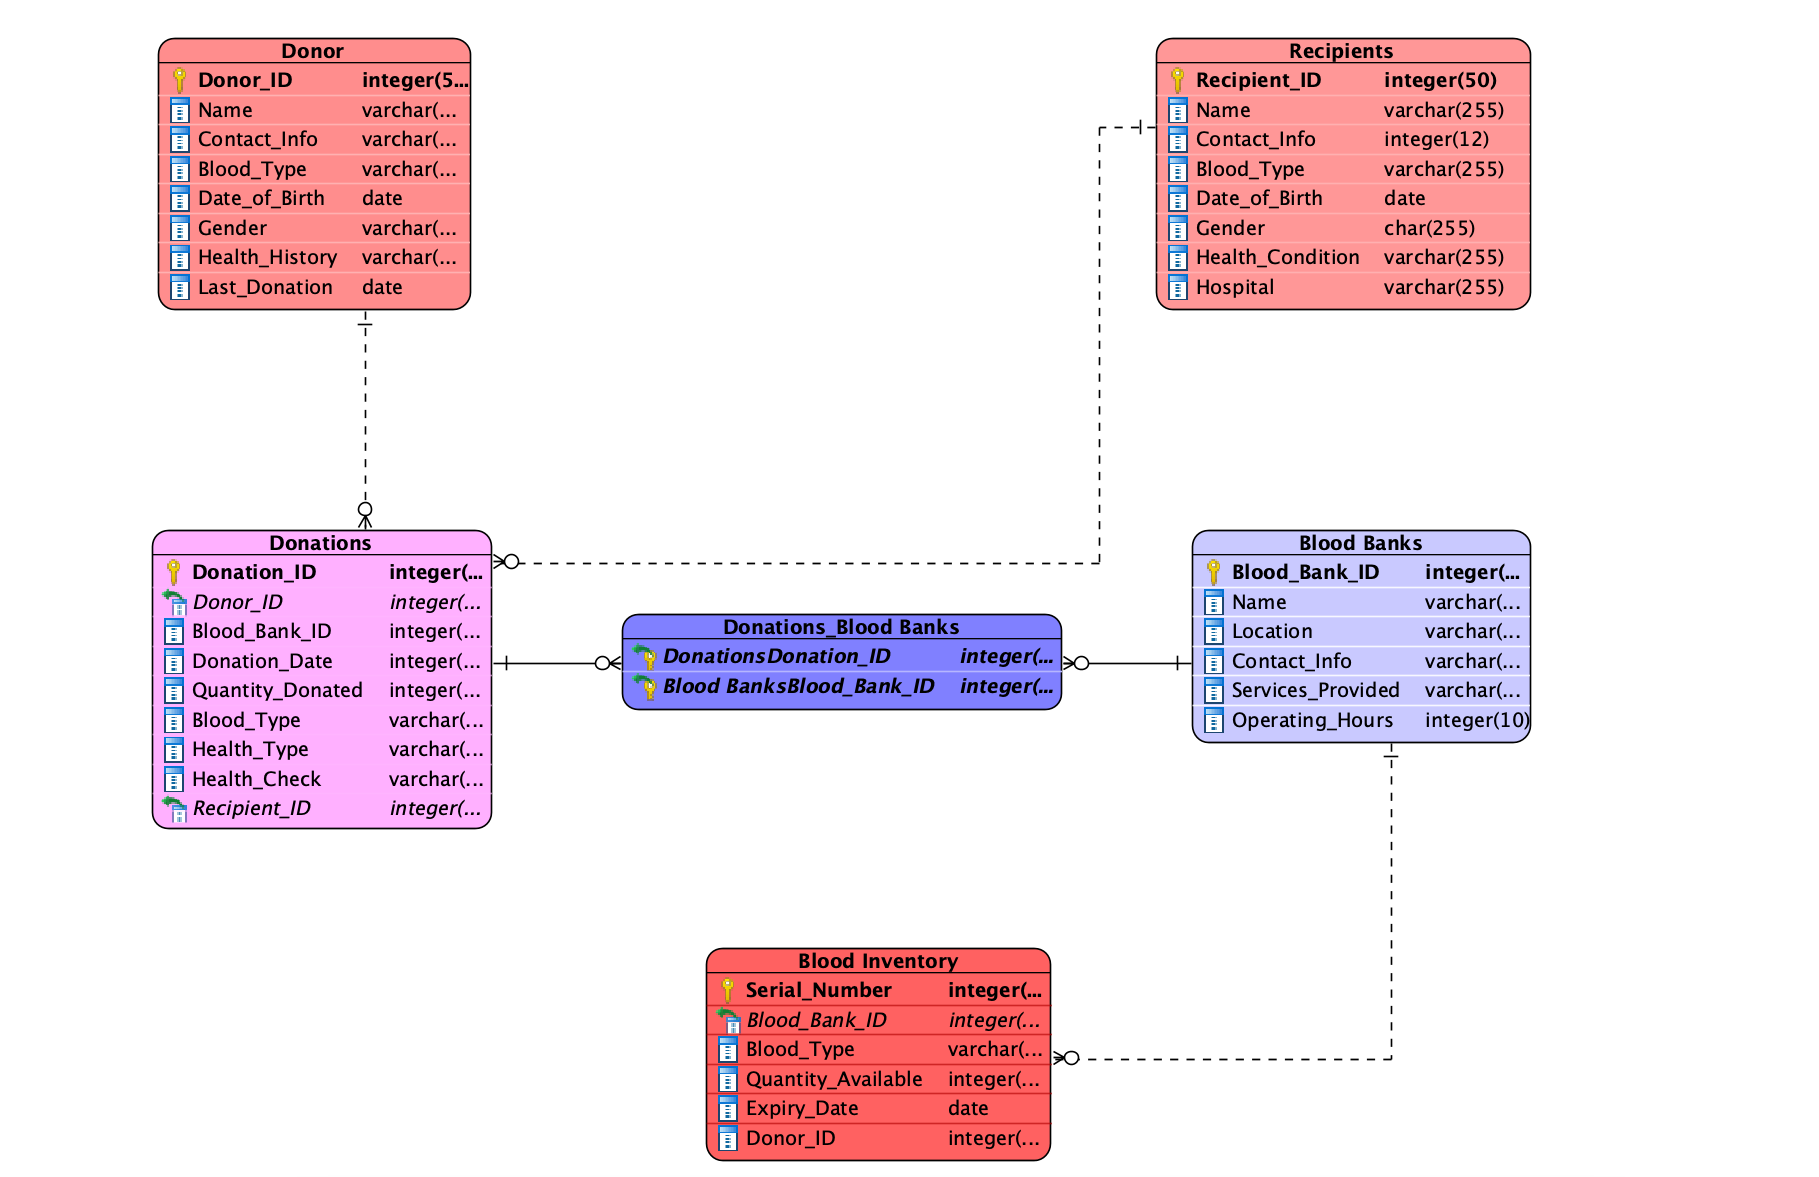 Donor
Donor_ID integer(5...
Name varchar(...
Contact_Info varchar(...
Blood_Type varchar(...
Date_of_Birth date
Gender varchar(...
Health_History varchar(...
Last_Donation date
Recipients
Recipient_ID integer(50)
Name varchar(255)
Contact_Info integer(12)
Blood_Type varchar(255)
Date_of_Birth date
Gender char(255)
Health_Condition varchar(255)
Hospital varchar(255)
Donations
Donation_ID integer(...
Donor_ID integer(...
Blood_Bank_ID integer(...
Donation_Date integer(...
Quantity_Donated integer(...
Blood_Type varchar(...
Health_Type varchar(...
Health_Check varchar(...
Recipient_ID integer(...
Donations_Blood Banks
DonationsDonation_ID integer(...
Blood BanksBlood_Bank_ID integer(...
Blood Banks
Blood_Bank_ID integer(...
Name varchar(...
Location varchar(...
Contact_Info varchar(...
Services_Provided varchar(...
Operating_Hours integer(10)
Blood Inventory
Serial_Number integer(...
Blood_Bank_ID integer(...
Blood_Type varchar(...
Quantity_Available integer(...
Expiry_Date date
Donor_ID integer(...